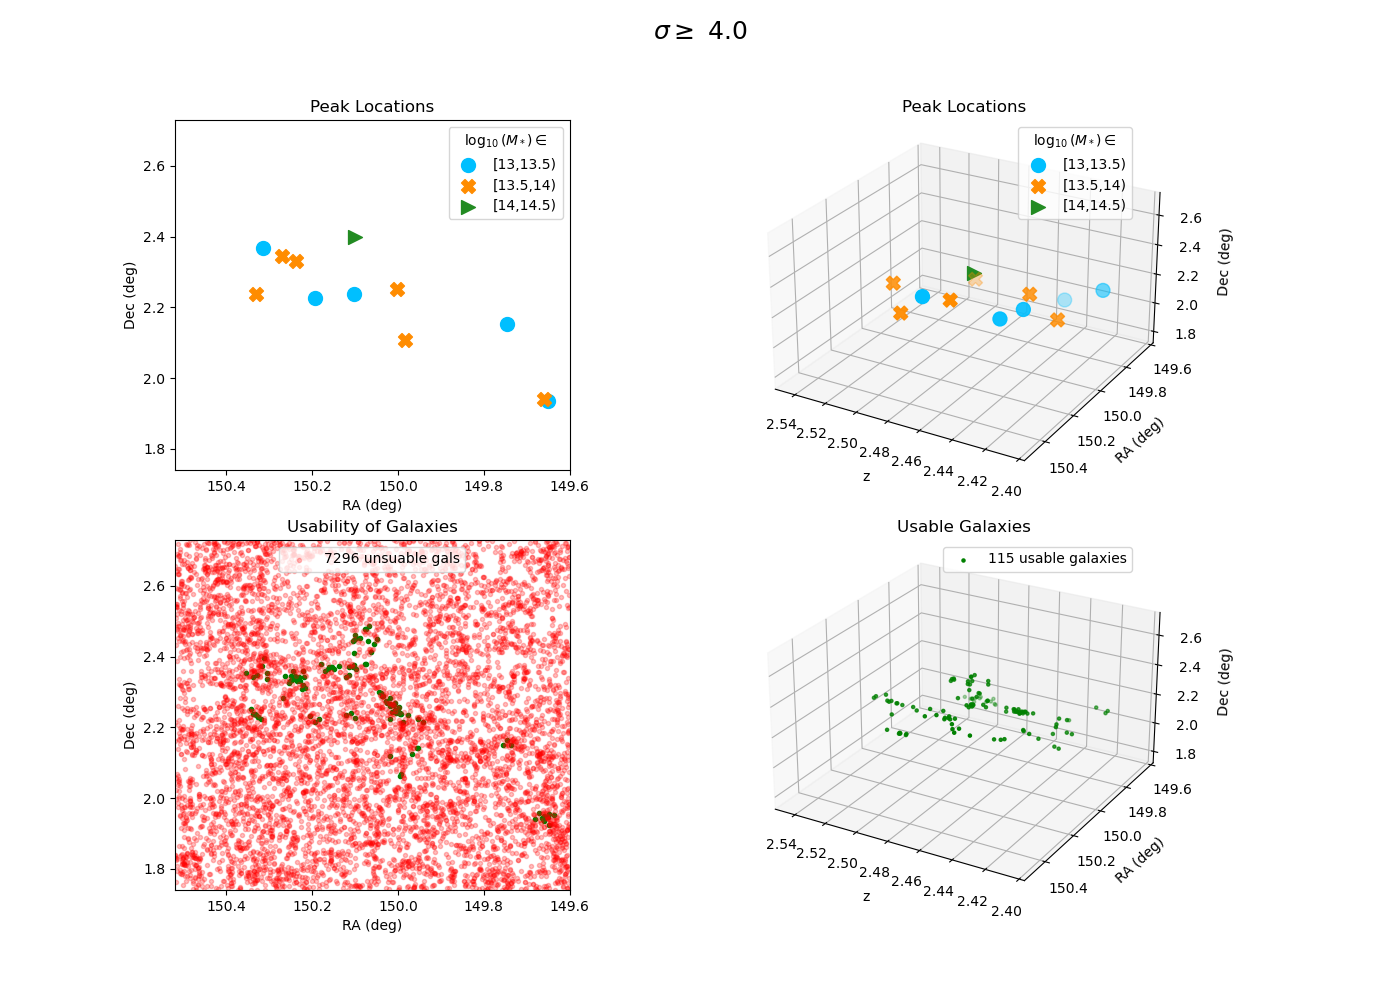 σ ≥ 4.0
Peak Locations
log₁₀(M*) ∈
[13,13.5)
[13.5,14)
[14,14.5)
2.6
2.4
2.2
2.0
1.8
Dec (deg)
150.4 150.2 150.0 149.8 149.6
RA (deg)
Peak Locations
log₁₀(M*) ∈
[13,13.5)
[13.5,14)
[14,14.5)
2.6
2.4
2.2
2.0
1.8
Dec (deg)
149.6
149.8
150.0
150.2
150.4
RA (deg)
2.54 2.52 2.50 2.48 2.46 2.44 2.42 2.40
z
Usability of Galaxies
7296 unsuable gals
2.6
2.4
2.2
2.0
1.8
Dec (deg)
150.4 150.2 150.0 149.8 149.6
RA (deg)
Usable Galaxies
115 usable galaxies
2.6
2.4
2.2
2.0
1.8
Dec (deg)
149.6
149.8
150.0
150.2
150.4
RA (deg)
2.54 2.52 2.50 2.48 2.46 2.44 2.42 2.40
z